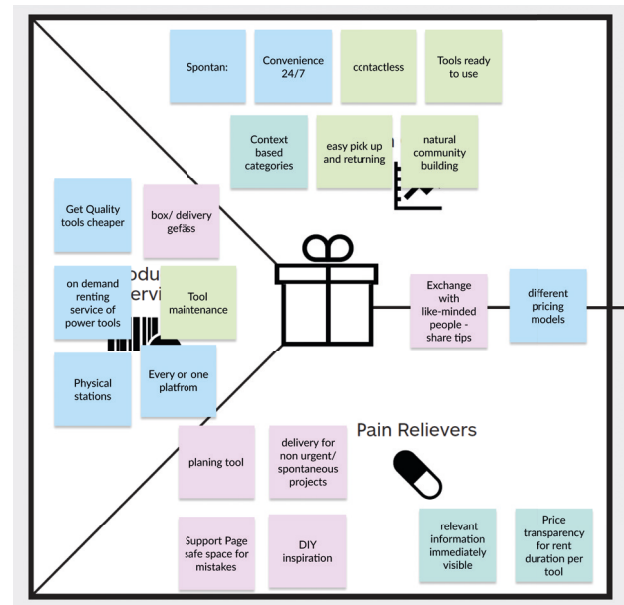 Spontan:
Convenience
24/7
contactless
Tools ready
to use
Context
based
categories
easy pick up
and returning
natural
community
building
Get Quality
tools cheaper
box/ delivery
gefäss
on demand
renting
service of
power tools
Tool
maintenance
Physical
stations
Every or one
platfrom
Exchange
with
like-minded
people -
share tips
different
pricing
models
Pain Relievers
planing tool
delivery for
non urgent/
spontaneous
projects
Support Page
safe space for
mistakes
DIY
inspiration
relevant
information
immediately
visible
Price
transparency
for rent
duration per
tool